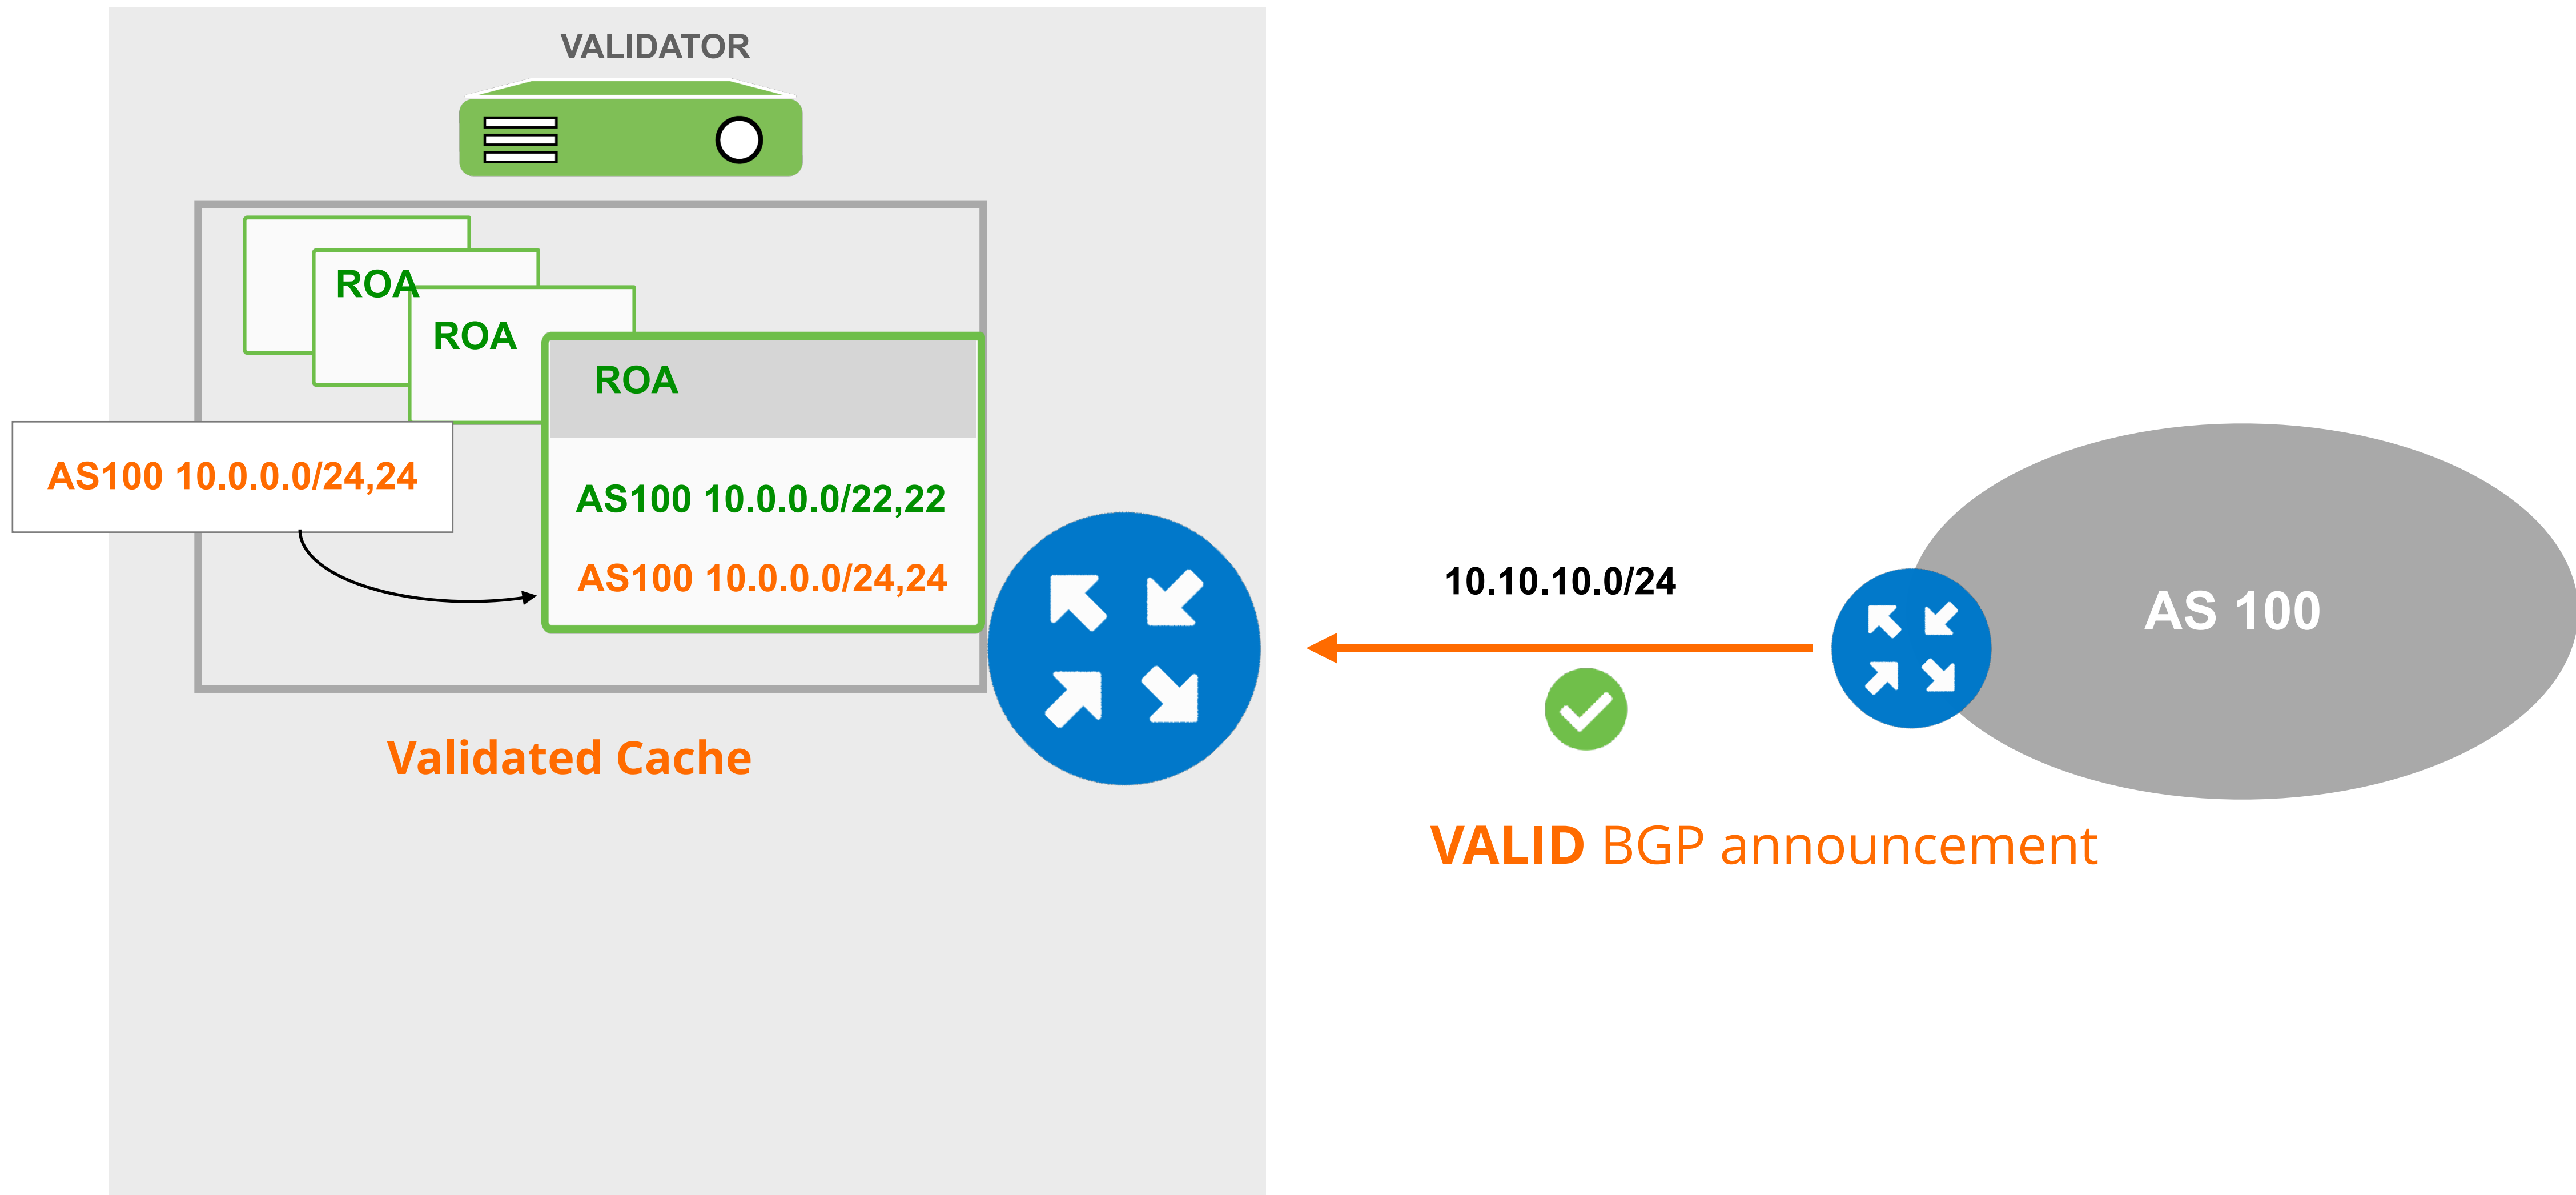 VALIDATOR
ROA
ROA
ROA
AS100 10.0.0.0/24,24
AS100 10.0.0.0/22,22
AS100 10.0.0.0/24,24
Validated Cache
10.10.10.0/24
AS 100
VALID BGP announcement